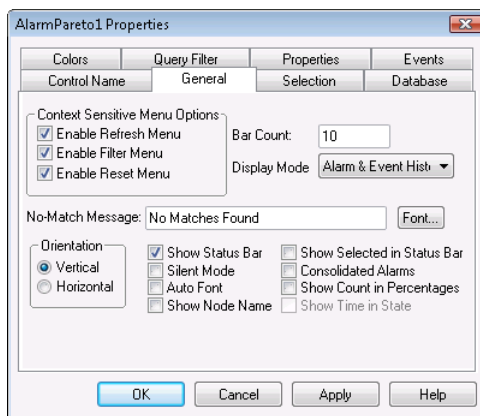 AlarmPareto1 Properties
Colors Query Filter Properties Events
Control Name General Selection Database
Context Sensitive Menu Options
Enable Refresh Menu
Enable Filter Menu
Enable Reset Menu
Bar Count: 10
Display Mode Alarm & Event Histo
No-Match Message: No Matches Found Font...
Orientation
Vertical
Horizontal
Show Status Bar Show Selected in Status Bar
Silent Mode Consolidated Alarms
Auto Font Show Count in Percentages
Show Node Name Show Time in State
OK Cancel Apply Help